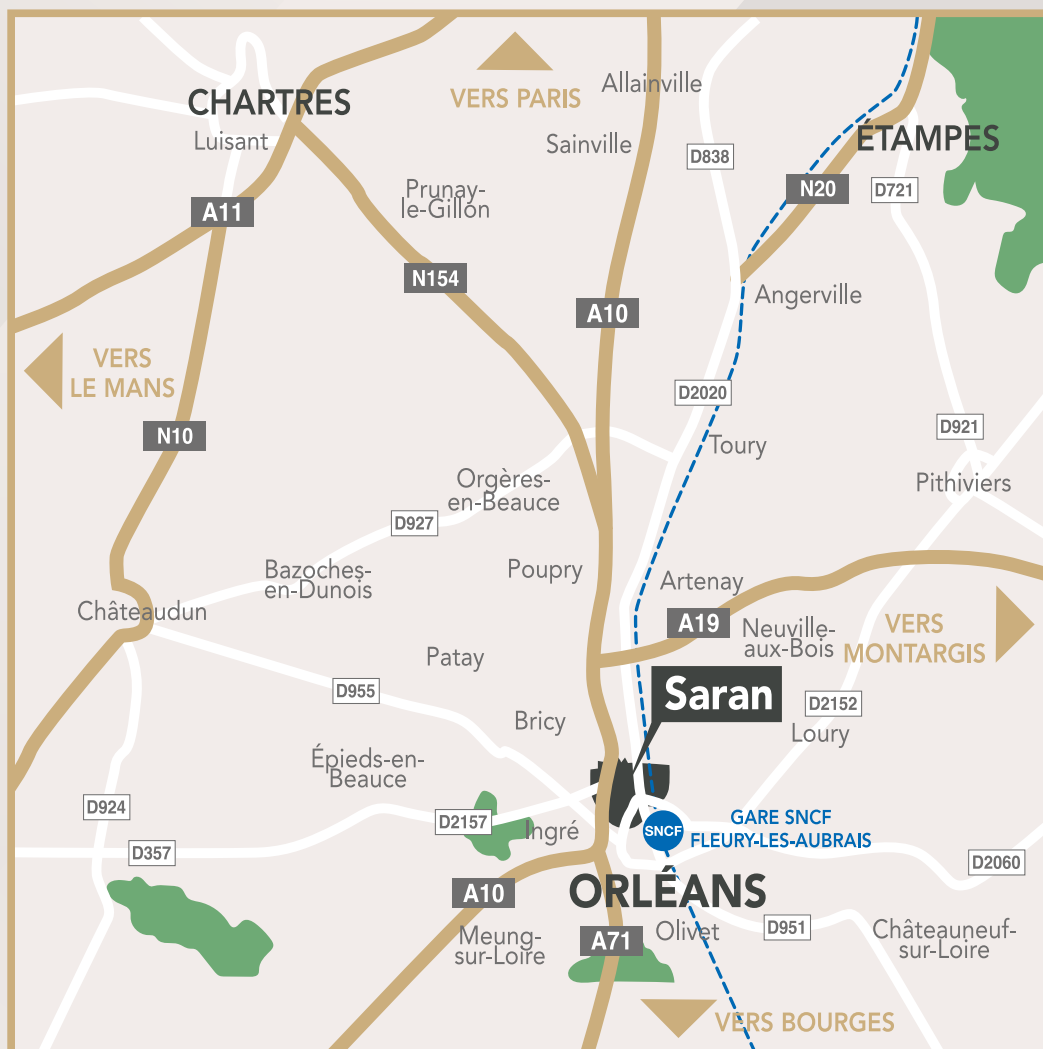 Allainville
CHARTRES
VERS PARIS
Luisant
Sainville
ÉTAMPES
D838
Prunay-
le-Gillon
N20
D721
A11
N154
Angerville
A10
VERS
LE MANS
D2020
N10
D921
Toury
Orgères-
en-Beauce
Pithiviers
D927
Bazoches-
en-Dunois
Poupry
Artenay
Châteaudun
A19
Neuville-
aux-Bois
VERS
MONTARGIS
Patay
D955
Saran
D2152
Bricy
Loury
Épieds-en-
Beauce
D924
D2157
Ingré
SNCF
GARE SNCF
FLEURY-LES-AUBRAIS
D357
D2060
A10
ORLÉANS
Meung-
sur-Loire
A71
Olivet
D951
Châteauneuf-
sur-Loire
VERS BOURGES